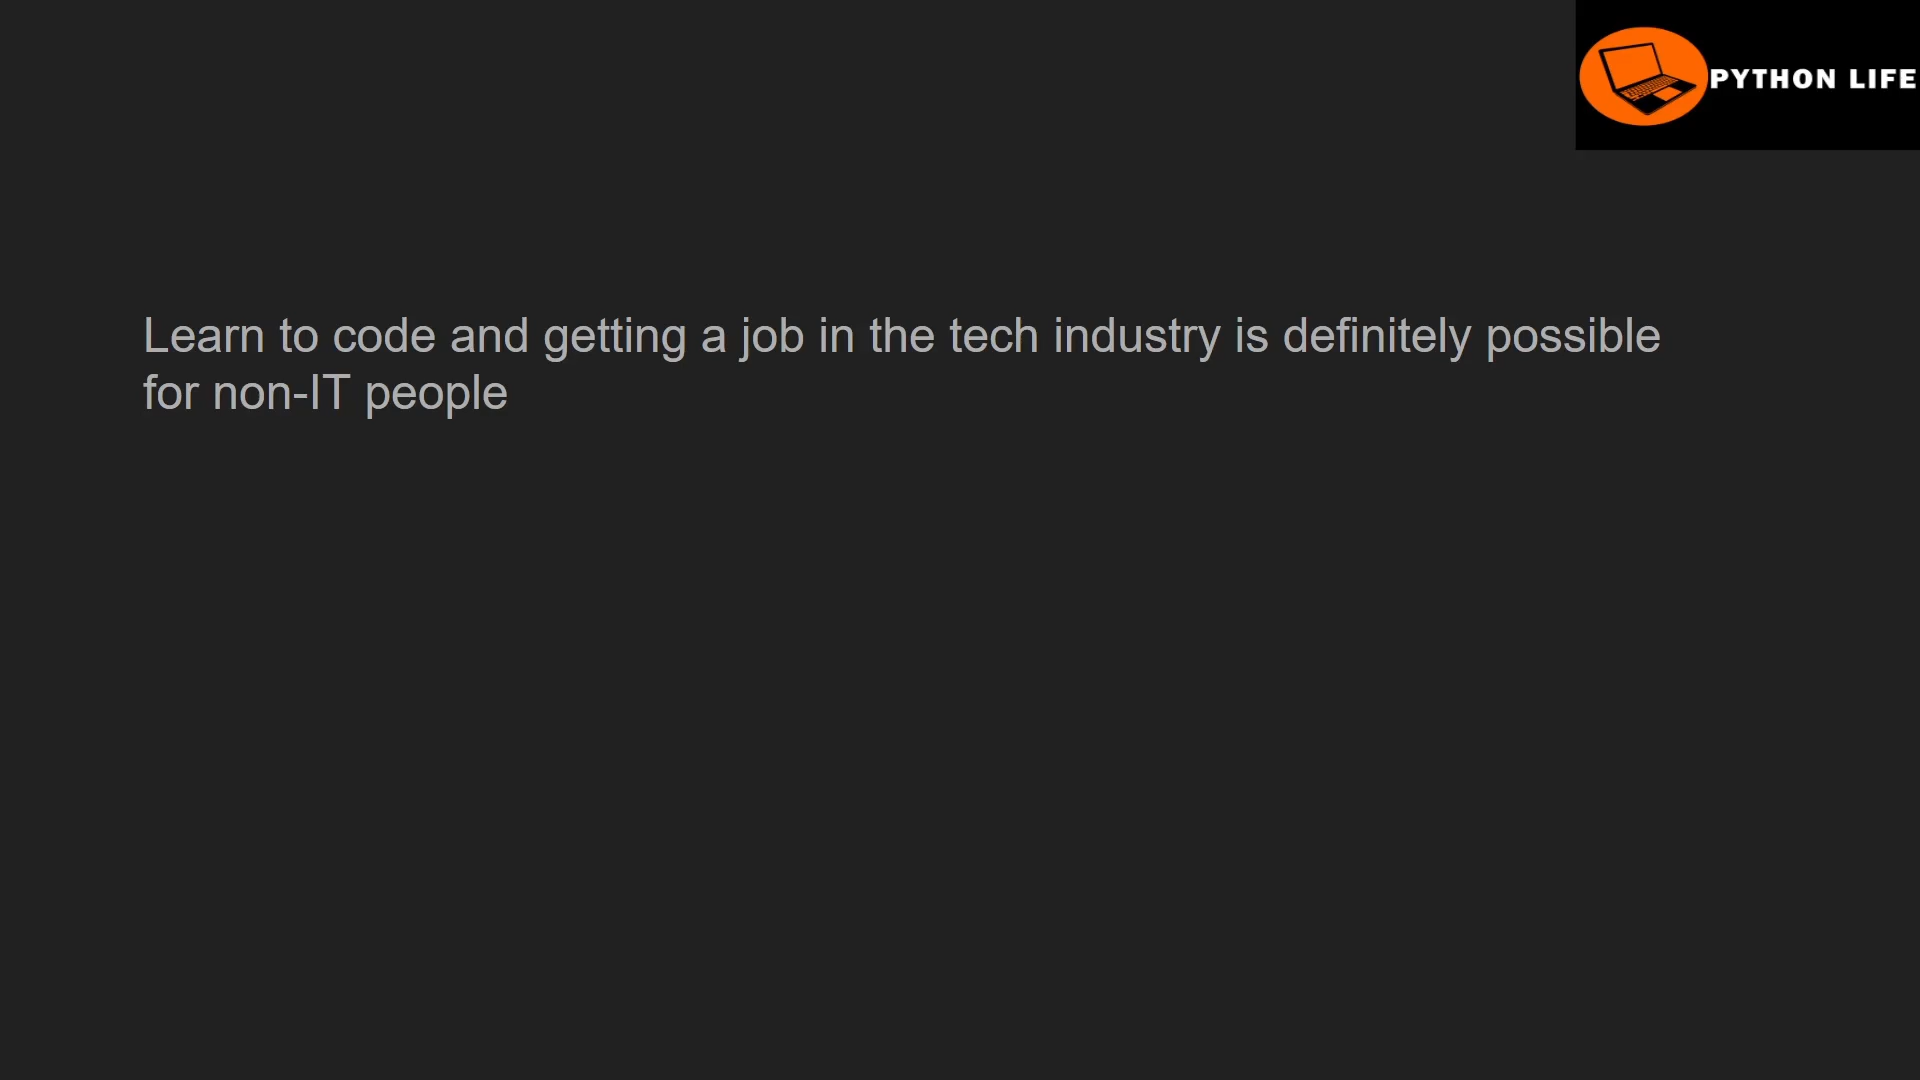 PYTHON LIFE
Learn to code and getting a job in the tech industry is definitely possible
for non-IT people